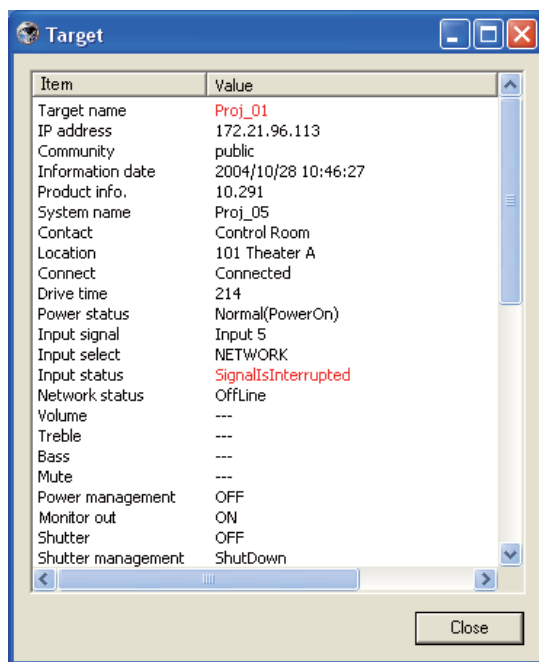 Target
Item Value
Target name Proj_01
IP address 172.21.96.113
Community public
Information date 2004/10/28 10:46:27
Product info. 10.291
System name Proj_05
Contact Control Room
Location 101 Theater A
Connect Connected
Drive time 214
Power status Normal(PowerOn)
Input signal Input 5
Input select NETWORK
Input status SignalIsInterrupted
Network status OffLine
Volume ---
Treble ---
Bass ---
Mute ---
Power management OFF
Monitor out ON
Shutter OFF
Shutter management ShutDown
Close